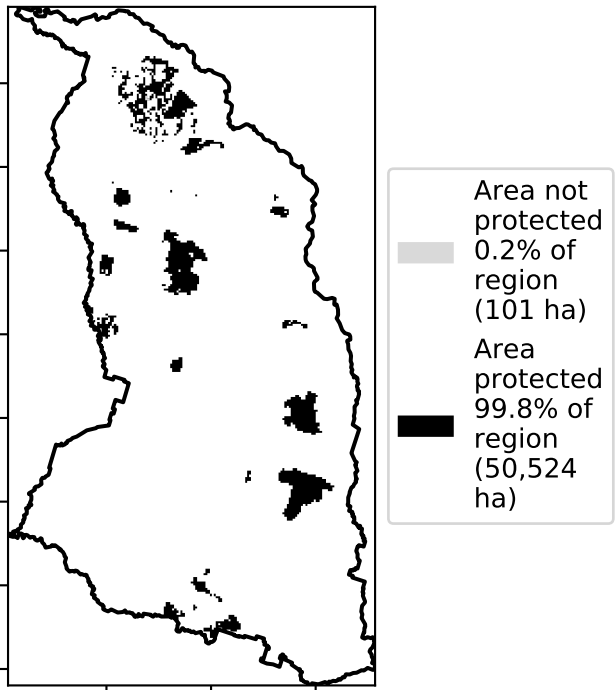 Area not
protected
0.2% of
region
(101 ha)
Area
protected
99.8% of
region
(50,524
ha)